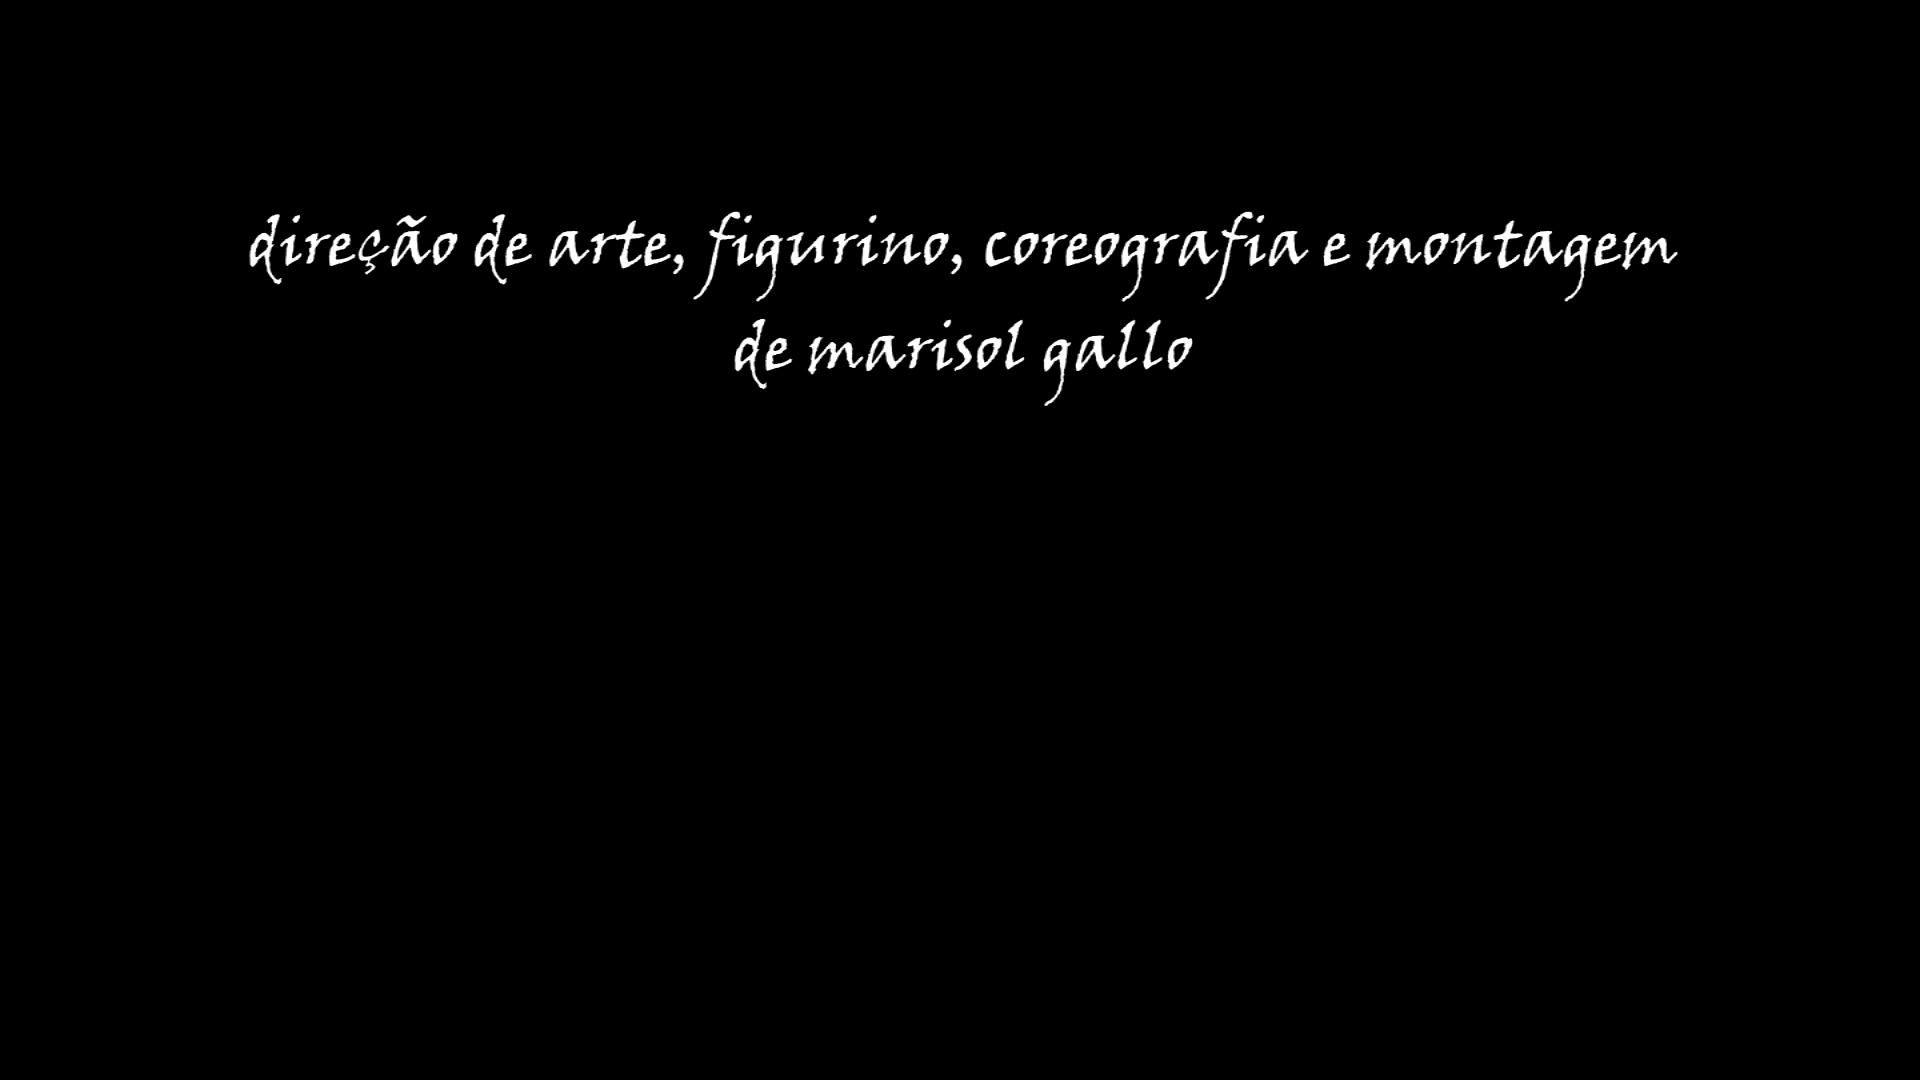 direção de arte, figurino, coreografia e montagem
de marisol gallo